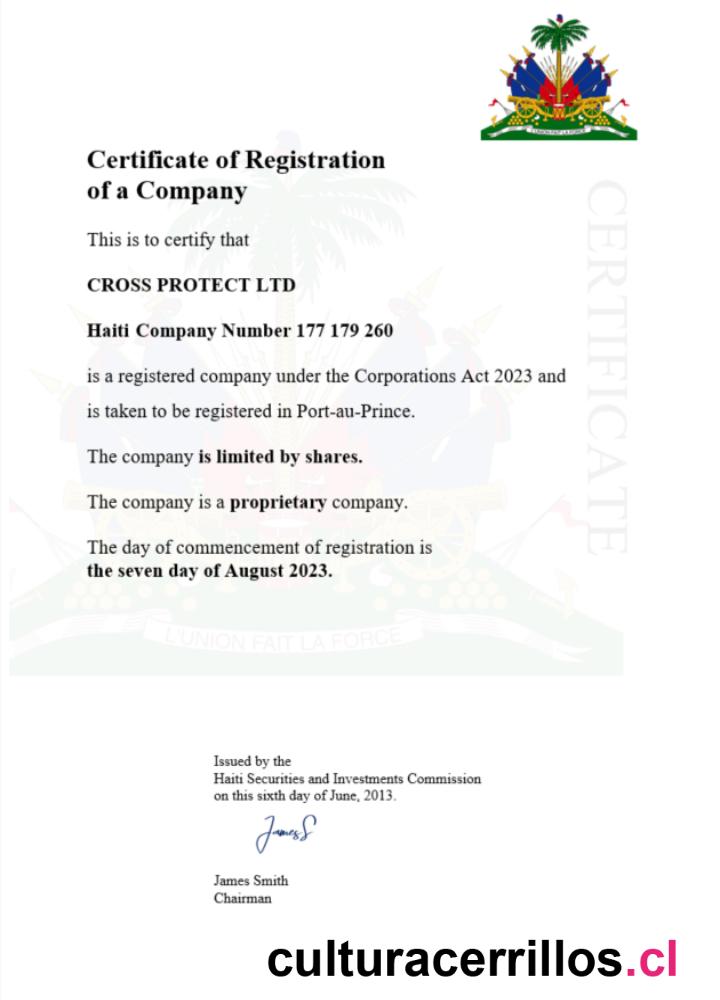 L'UNION FAIT LA FORCE
Certificate of Registration
of a Company
This is to certify that
CROSS PROTECT LTD
Haiti Company Number 177 179 260
is a registered company under the Corporations Act 2023 and
is taken to be registered in Port-au-Prince.
The company is limited by shares.
The company is a proprietary company.
The day of commencement of registration is
the seven day of August 2023.
CERTIFICATE
L'UNION FAIT LA FORCE
Issued by the
Haiti Securities and Investments Commission
on this sixth day of June, 2013.
JamesS
James Smith
Chairman
culturacerrillos.cl